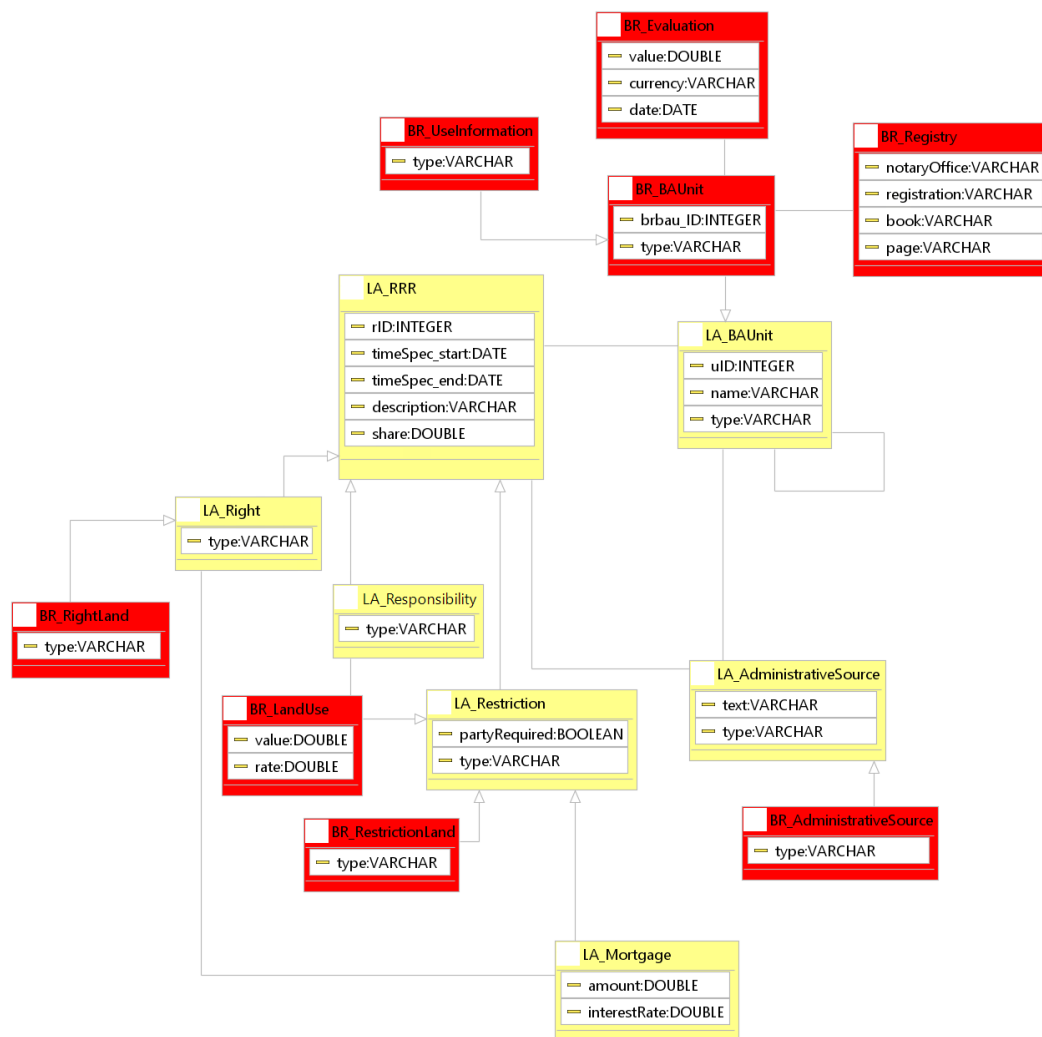 BR_Evaluation
value:DOUBLE
currency:VARCHAR
date:DATE
BR_UseInformation
type:VARCHAR
BR_Registry
notaryOffice:VARCHAR
registration:VARCHAR
book:VARCHAR
page:VARCHAR
BR_BAUnit
brbau_ID:INTEGER
type:VARCHAR
LA_RRR
rID:INTEGER
timeSpec_start:DATE
timeSpec_end:DATE
description:VARCHAR
share:DOUBLE
LA_BAUnit
uID:INTEGER
name:VARCHAR
type:VARCHAR
LA_Right
type:VARCHAR
BR_RightLand
type:VARCHAR
LA_Responsibility
type:VARCHAR
LA_AdministrativeSource
text:VARCHAR
type:VARCHAR
BR_LandUse
value:DOUBLE
rate:DOUBLE
LA_Restriction
partyRequired:BOOLEAN
type:VARCHAR
BR_RestrictionLand
type:VARCHAR
BR_AdministrativeSource
type:VARCHAR
LA_Mortgage
amount:DOUBLE
interestRate:DOUBLE